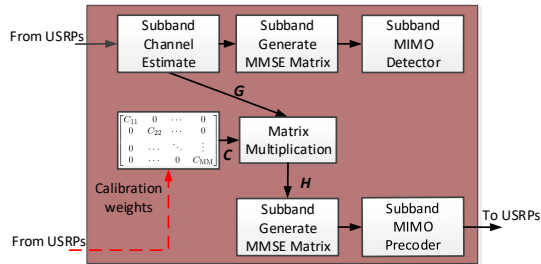 From USRPs
Subband
Channel
Estimate
Subband
Generate
MMSE Matrix
Subband
MIMO
Detector
G
C11 0 ⋯ 0
0 C22 ⋯ 0
0 ⋯ ⋱ ⋮
0 ⋯ 0 CMM
C
Matrix
Multiplication
Calibration
weights
H
From USRPs
Subband
Generate
MMSE Matrix
Subband
MIMO
Precoder
To USRPs